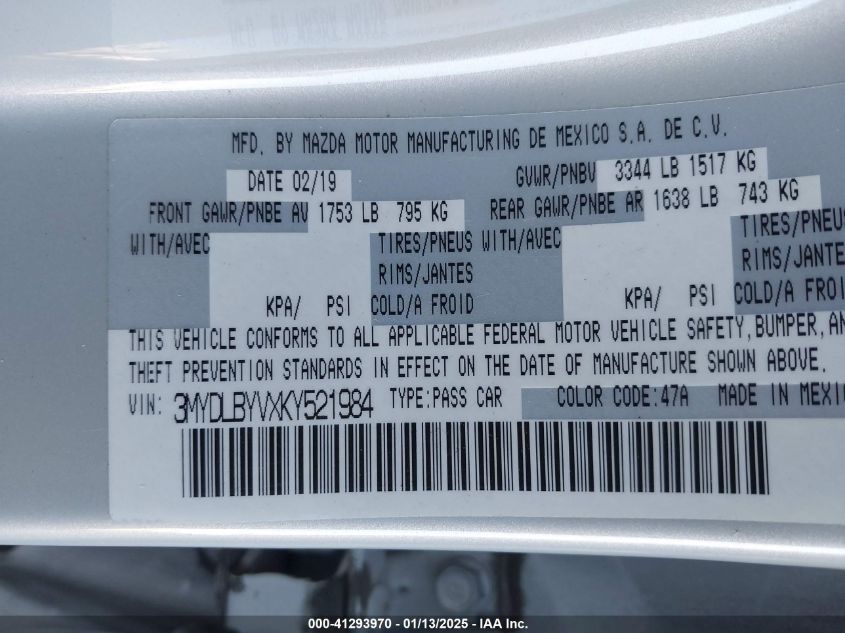 MFD. BY MAZDA MOTOR MANUFACTURING DE MEXICO S.A. DE C.V.
DATE 02/19 GVWR/PNBV 3344 LB 1517 KG
FRONT GAWR/PNBE AV 1753 LB 795 KG REAR GAWR/PNBE AR 1638 LB 743 KG
WITH/AVEC TIRES/PNEUS WITH/AVEC TIRES/PNEUS
RIMS/JANTES RIMS/JANTES
KPA/ PSI COLD/A FROID KPA/ PSI COLD/A FROID
THIS VEHICLE CONFORMS TO ALL APPLICABLE FEDERAL MOTOR VEHICLE SAFETY, BUMPER, AN
THEFT PREVENTION STANDARDS IN EFFECT ON THE DATE OF MANUFACTURE SHOWN ABOVE.
VIN: 3MYDLBYVXKY521984 TYPE:PASS CAR COLOR CODE:47A MADE IN MEXIC
000-41293970 - 01/13/2025 - IAA Inc.